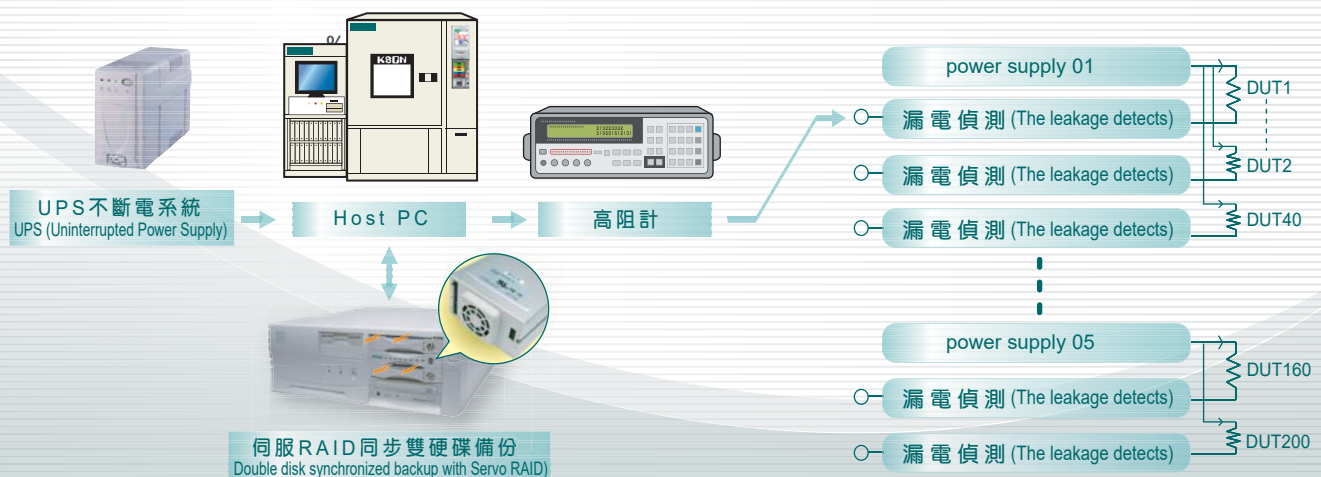 KSON
power supply 01
DUT1
漏電偵測 (The leakage detects)
漏電偵測 (The leakage detects)
DUT2
漏電偵測 (The leakage detects)
DUT40
UPS不斷電系統
UPS (Uninterrupted Power Supply)
Host PC
高阻計
power supply 05
DUT160
漏電偵測 (The leakage detects)
漏電偵測 (The leakage detects)
DUT200
伺服RAID同步雙硬碟備份
Double disk synchronized backup with Servo RAID)